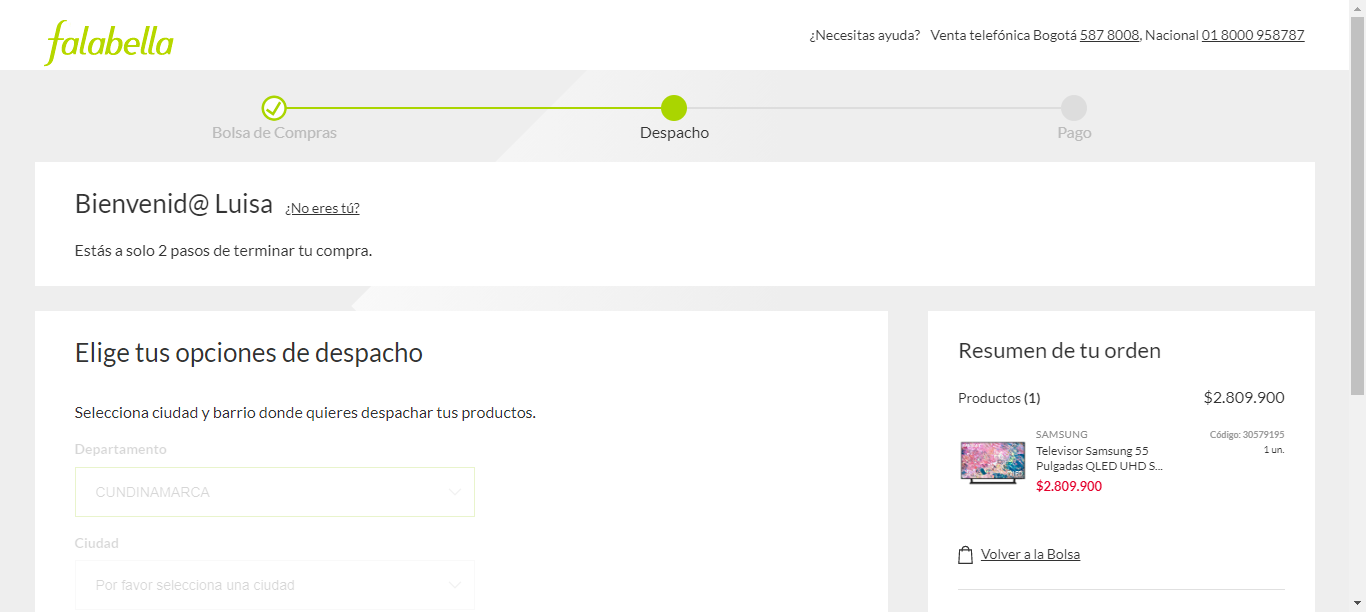 falabella
¿Necesitas ayuda? Venta telefónica Bogotá 587 8008, Nacional 01 8000 958787
Bolsa de Compras
Despacho
Pago
Bienvenid@ Luisa ¿No eres tú?
Estás a solo 2 pasos de terminar tu compra.
Elige tus opciones de despacho
Selecciona ciudad y barrio donde quieres despachar tus productos.
Departamento
CUNDINAMARCA
Ciudad
Por favor selecciona una ciudad
Resumen de tu orden
Productos (1) $2.809.900
SAMSUNG Código: 30579195
Televisor Samsung 55 1 un.
Pulgadas QLED UHD S...
$2.809.900
Volver a la Bolsa